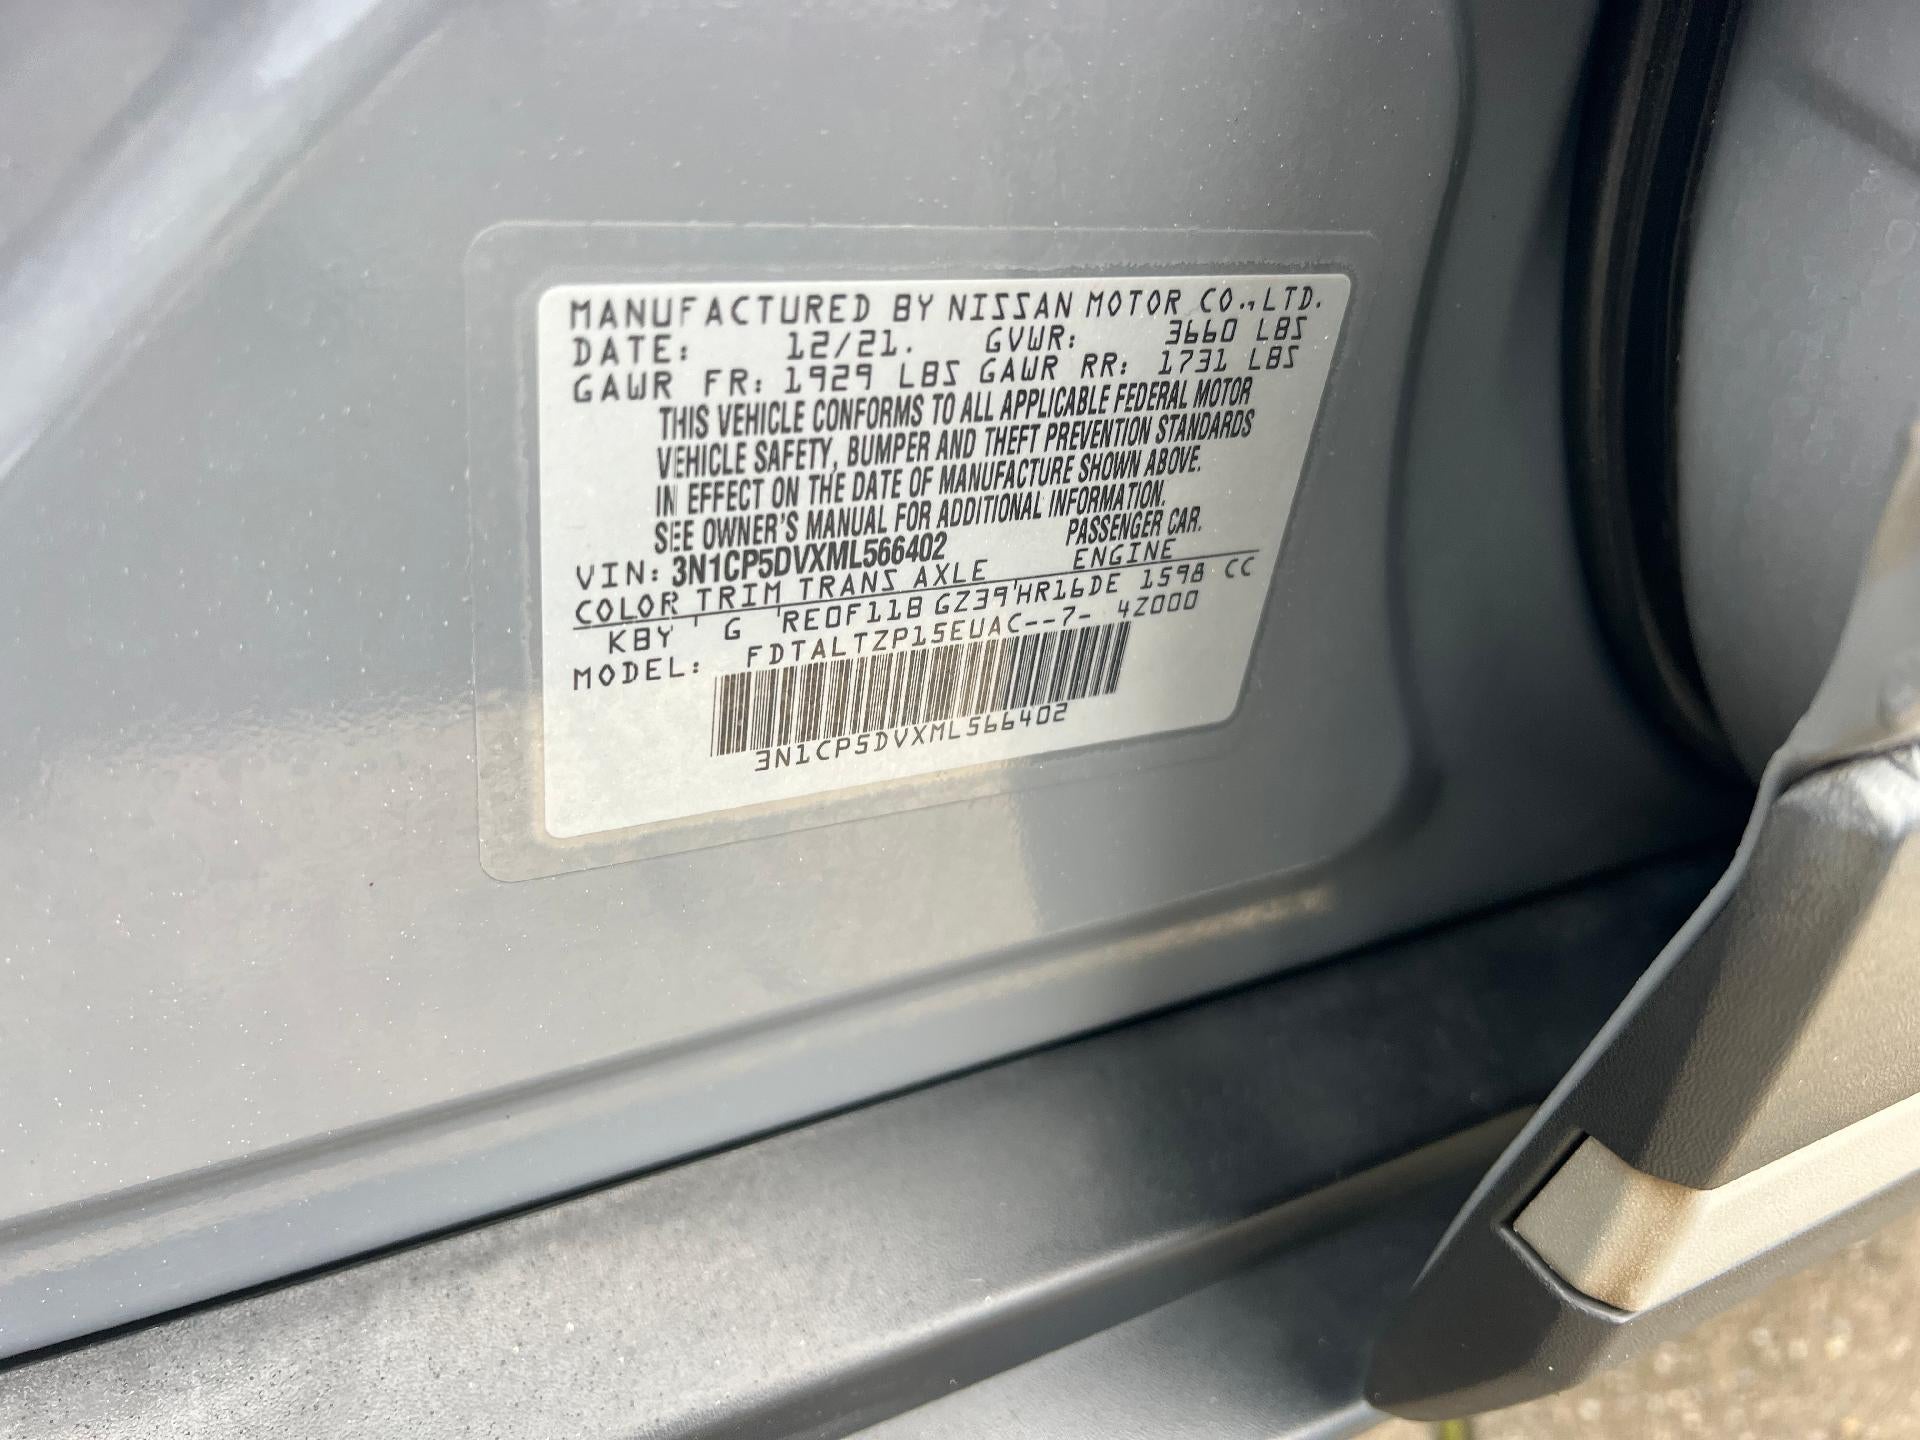 MANUFACTURED BY NISSAN MOTOR CO., LTD.
DATE: 12/21. GVWR: 3660 LBS
GAWR FR: 1929 LBS GAWR RR: 1731 LBS
THIS VEHICLE CONFORMS TO ALL APPLICABLE FEDERAL MOTOR
VEHICLE SAFETY, BUMPER AND THEFT PREVENTION STANDARDS
IN EFFECT ON THE DATE OF MANUFACTURE SHOWN ABOVE.
SEE OWNER'S MANUAL FOR ADDITIONAL INFORMATION.
VIN: 3N1CP5DVXML566402 PASSENGER CAR.
COLOR TRIM TRANS AXLE ENGINE
KBY G RE0F11B GZ39 HR16DE 1598 CC
MODEL: FDTALTZP15EUAC--7- 4Z000
3N1CP5DVXML566402